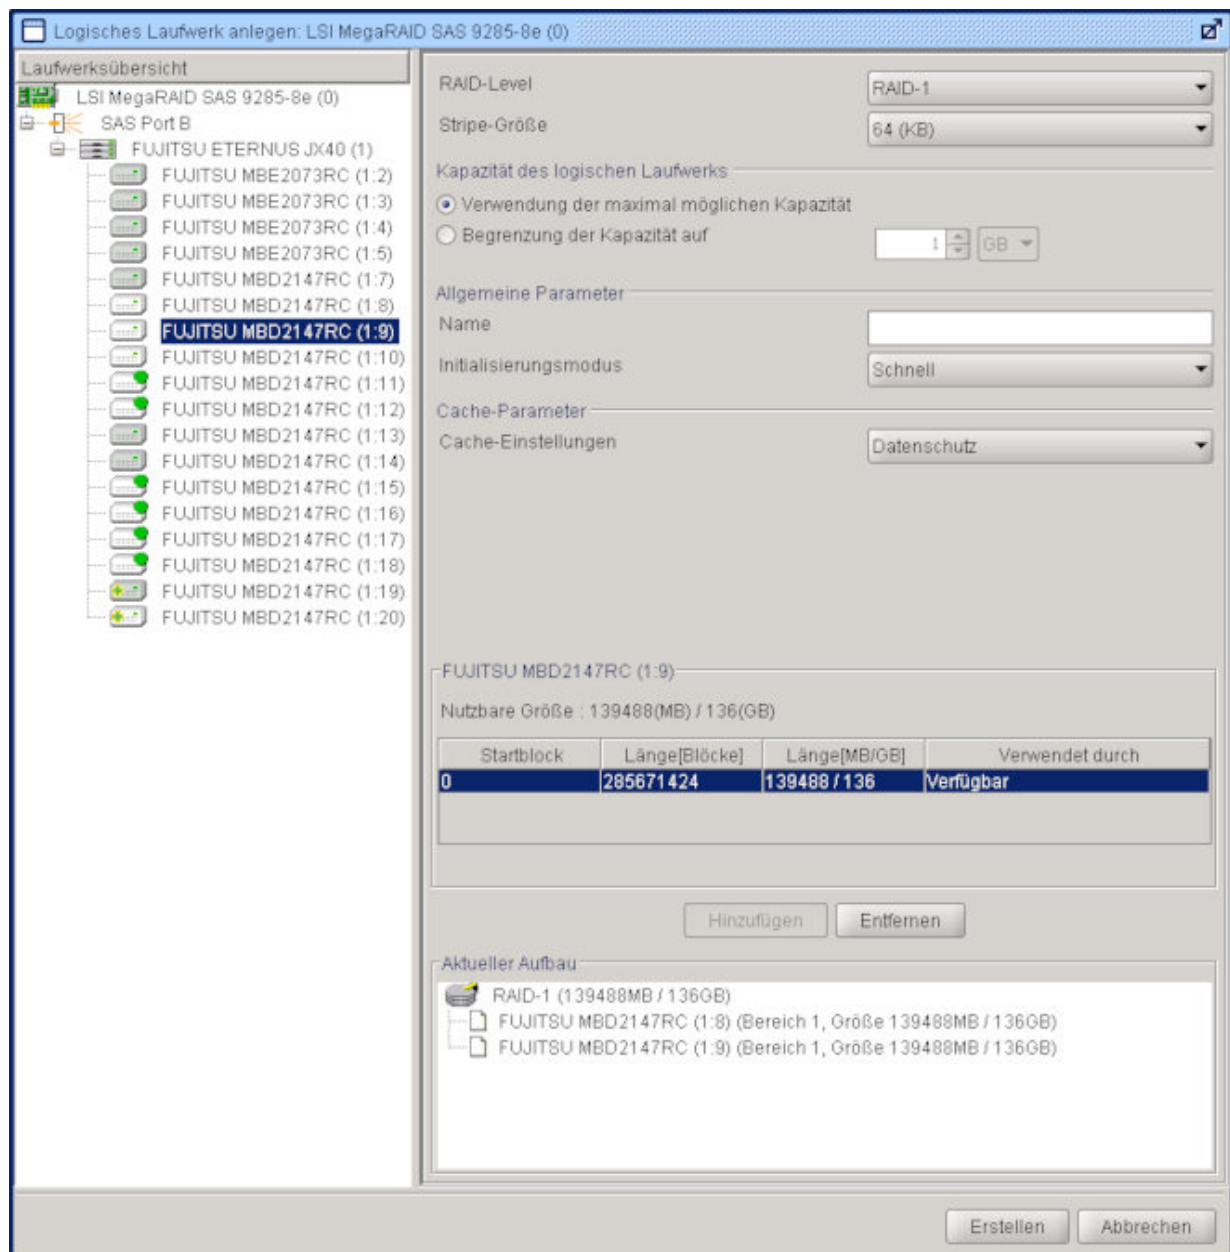 Logisches Laufwerk anlegen: LSI MegaRAID SAS 9285-8e (0)
Laufwerksübersicht
LSI MegaRAID SAS 9285-8e (0)
SAS Port B
FUJITSU ETERNUS JX40 (1)
FUJITSU MBE2073RC (1:2)
FUJITSU MBE2073RC (1:3)
FUJITSU MBE2073RC (1:4)
FUJITSU MBE2073RC (1:5)
FUJITSU MBD2147RC (1:7)
FUJITSU MBD2147RC (1:8)
FUJITSU MBD2147RC (1:9)
FUJITSU MBD2147RC (1:10)
FUJITSU MBD2147RC (1:11)
FUJITSU MBD2147RC (1:12)
FUJITSU MBD2147RC (1:13)
FUJITSU MBD2147RC (1:14)
FUJITSU MBD2147RC (1:15)
FUJITSU MBD2147RC (1:16)
FUJITSU MBD2147RC (1:17)
FUJITSU MBD2147RC (1:18)
FUJITSU MBD2147RC (1:19)
FUJITSU MBD2147RC (1:20)
RAID-Level RAID-1
Stripe-Größe 64 (KB)
Kapazität des logischen Laufwerks
Verwendung der maximal möglichen Kapazität
Begrenzung der Kapazität auf 1 GB
Allgemeine Parameter
Name
Initialisierungsmodus Schnell
Cache-Parameter
Cache-Einstellungen Datenschutz
FUJITSU MBD2147RC (1:9)
Nutzbare Größe : 139488(MB) / 136(GB)
Startblock Länge[Blöcke] Länge[MB/GB] Verwendet durch
0 285671424 139488 / 136 Verfügbar
Hinzufügen Entfernen
Aktueller Aufbau
RAID-1 (139488MB / 136GB)
FUJITSU MBD2147RC (1:8) (Bereich 1, Größe 139488MB / 136GB)
FUJITSU MBD2147RC (1:9) (Bereich 1, Größe 139488MB / 136GB)
Erstellen Abbrechen